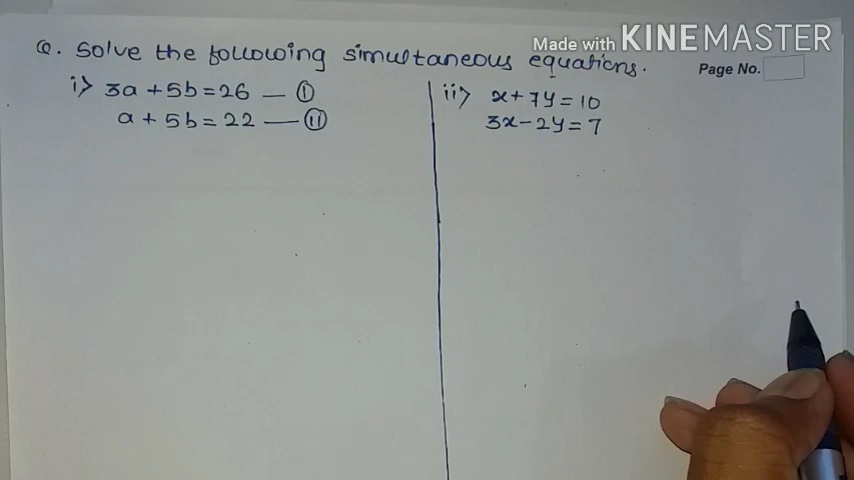 Made with KINEMASTER
Q. Solve the following simultaneous equations.
Page No.
i> 3a + 5b = 26 — Ⓘ
a + 5b = 22 — Ⓘ︎Ⓘ
ii> x + 7y = 10
3x - 2y = 7